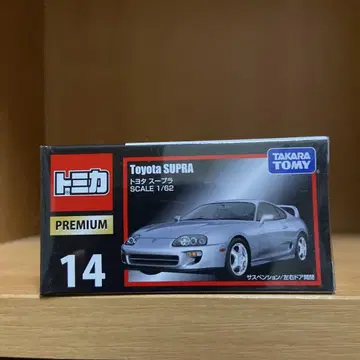 Toyota SUPRA
トヨタ スープラ
SCALE 1/62
TAKARA
TOMY
トミカ
PREMIUM
14
サスペンション/左右ドア開閉